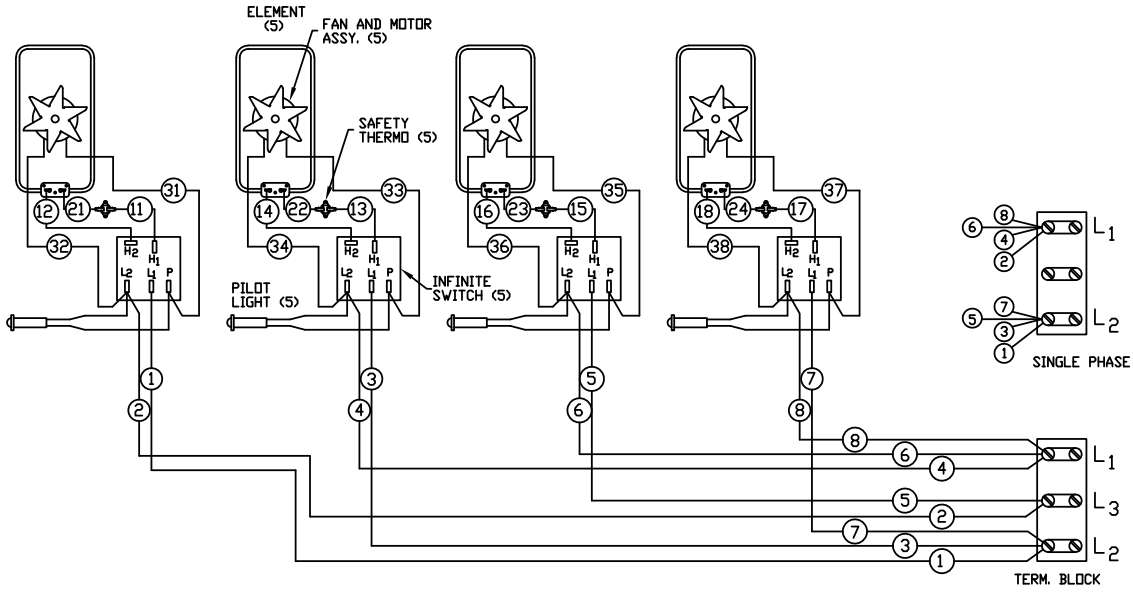 ELEMENT
(5)
FAN AND MOTOR
ASSY. (5)
SAFETY
THERMO (5)
31
33
35
37
12
21
11
14
22
13
16
23
15
18
24
17
32
34
36
38
H2
H1
L2
L1
P
H2
H1
L2
L1
P
H2
H1
L2
L1
P
H2
H1
L2
L1
P
PILOT
LIGHT (5)
INFINITE
SWITCH (5)
8
6
4
2
L1
7
5
3
1
L2
SINGLE PHASE
1
2
3
4
5
6
7
8
8
6
4
L1
5
2
L3
7
3
1
L2
TERM. BLOCK